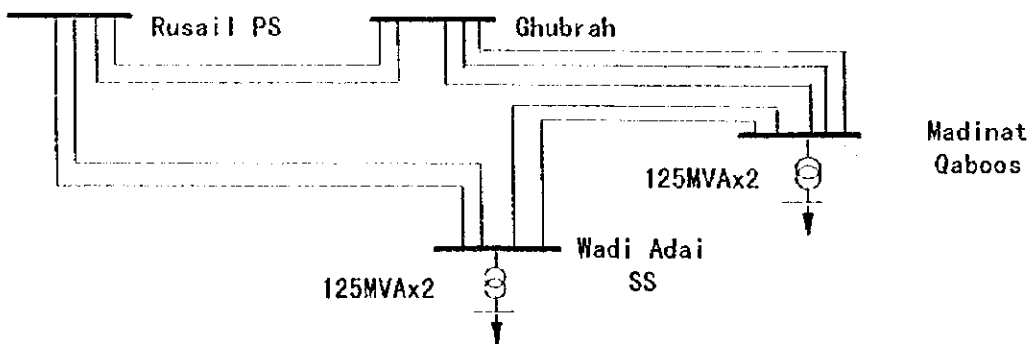 Rusail PS
Ghubrah
Madinat
Qaboos
125MVAx2
Wadi Adai
SS
125MVAx2